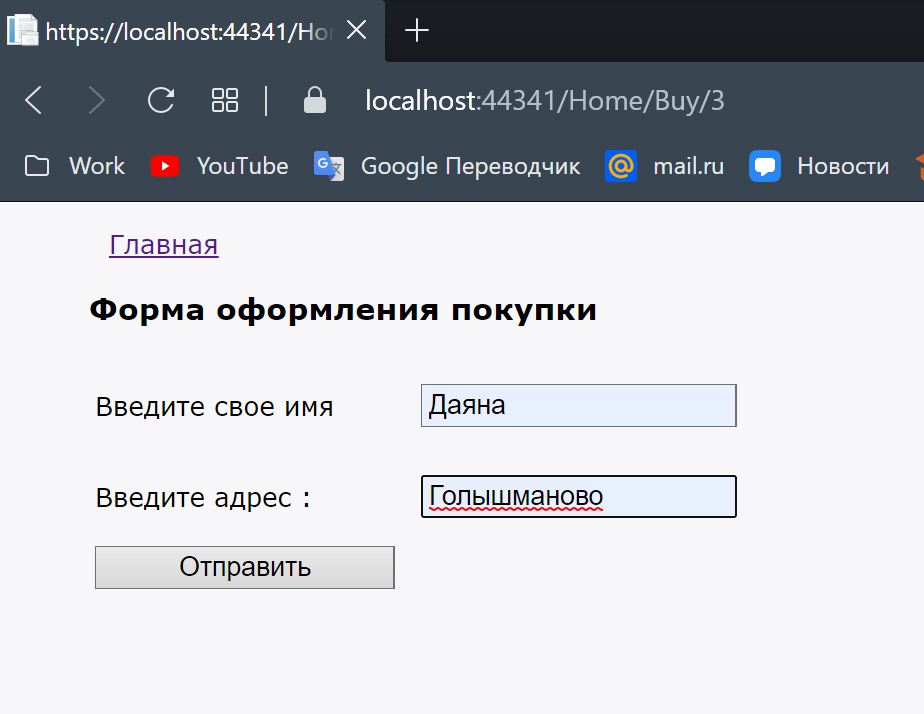 https://localhost:44341/Ho
localhost:44341/Home/Buy/3
Work YouTube Google Переводчик mail.ru Новости
Главная
Форма оформления покупки
Введите свое имя Даяна
Введите адрес : Голышманово
Отправить